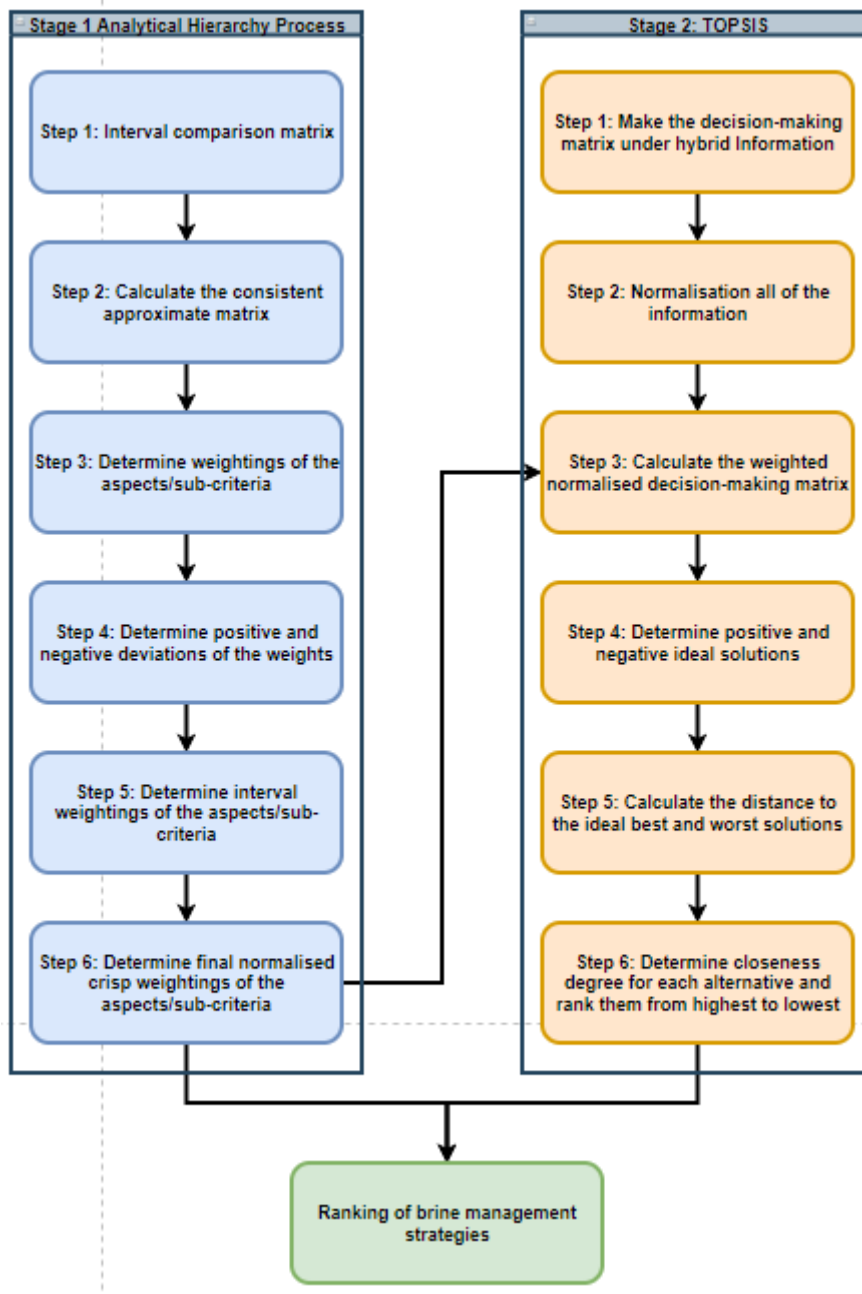 Stage 1 Analytical Hierarchy Process
Step 1: Interval comparison matrix
Step 2: Calculate the consistent
approximate matrix
Step 3: Determine weightings of the
aspects/sub-criteria
Step 4: Determine positive and
negative deviations of the weights
Step 5: Determine interval
weightings of the aspects/sub-
criteria
Step 6: Determine final normalised
crisp weightings of the
aspects/sub-criteria
Stage 2: TOPSIS
Step 1: Make the decision-making
matrix under hybrid Information
Step 2: Normalisation all of the
information
Step 3: Calculate the weighted
normalised decision-making matrix
Step 4: Determine positive and
negative ideal solutions
Step 5: Calculate the distance to
the ideal best and worst solutions
Step 6: Determine closeness
degree for each alternative and
rank them from highest to lowest
Ranking of brine management
strategies